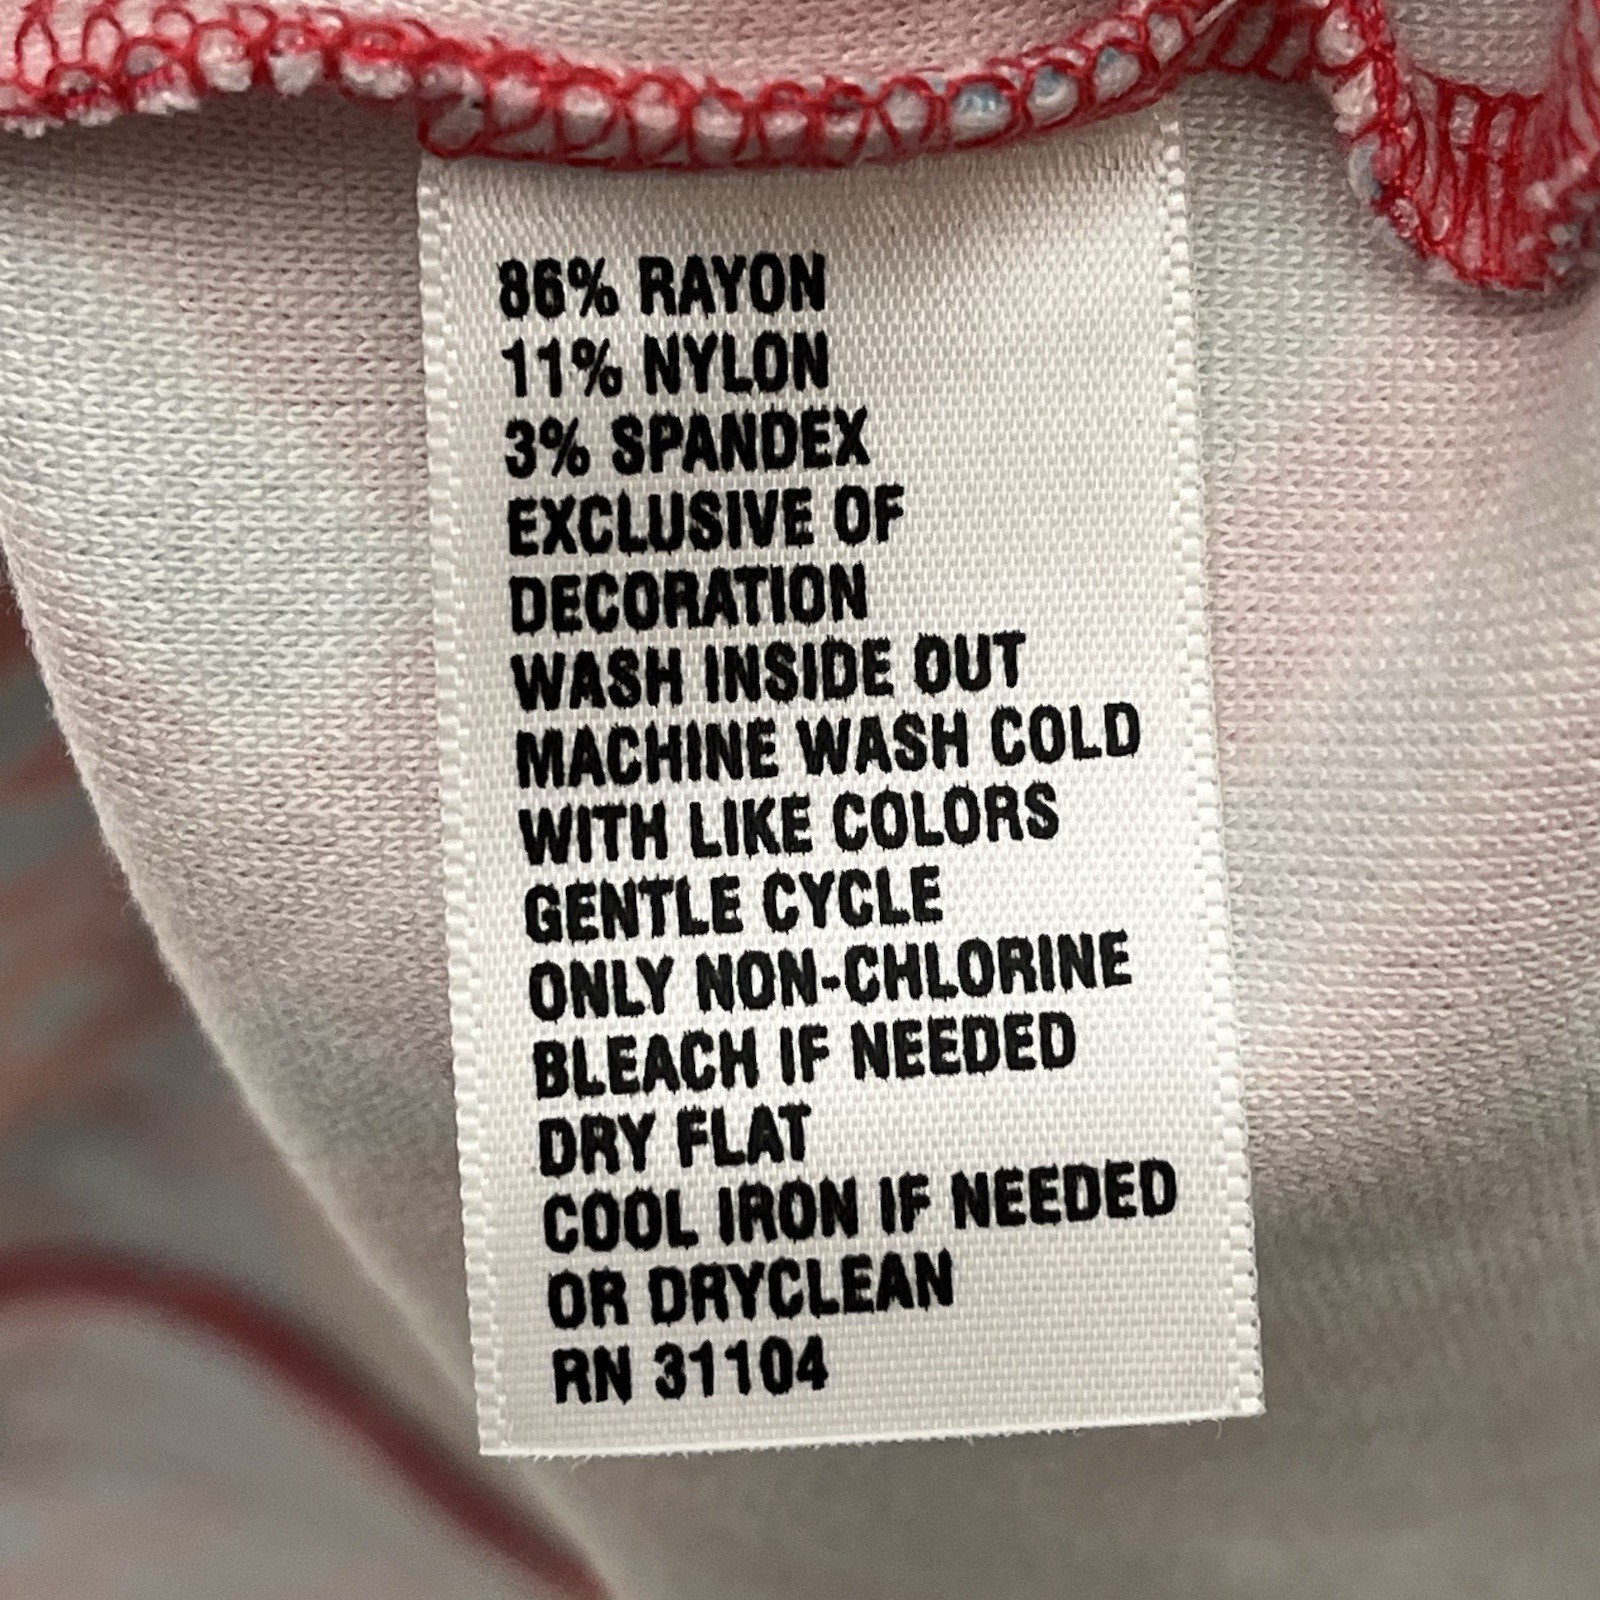 86% RAYON
11% NYLON
3% SPANDEX
EXCLUSIVE OF
DECORATION
WASH INSIDE OUT
MACHINE WASH COLD
WITH LIKE COLORS
GENTLE CYCLE
ONLY NON-CHLORINE
BLEACH IF NEEDED
DRY FLAT
COOL IRON IF NEEDED
OR DRYCLEAN
RN 31104